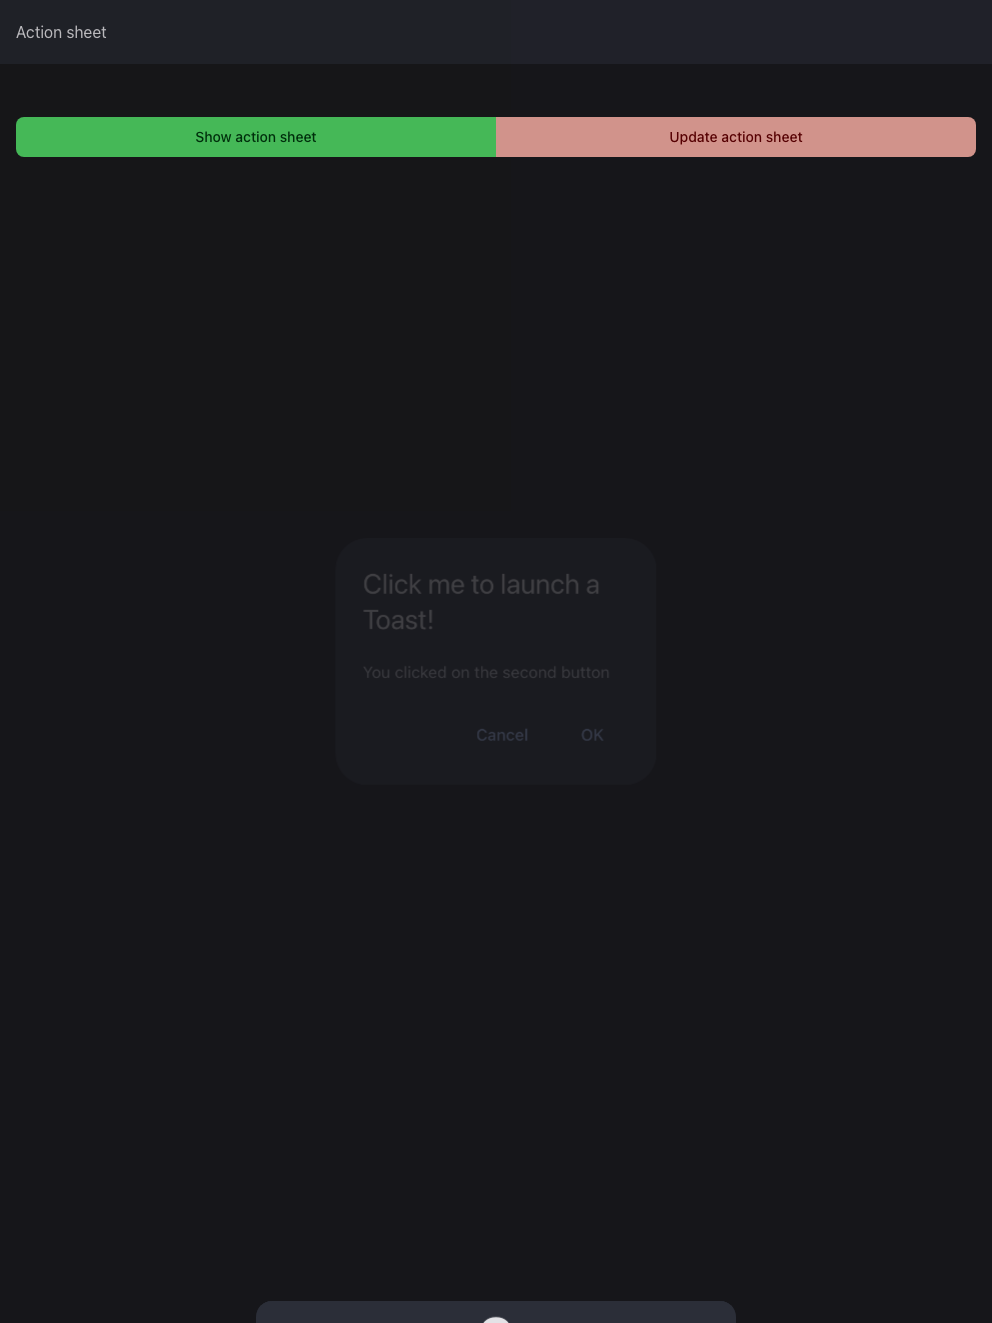 Action sheet
Show action sheet
Update action sheet
Click me to launch a
Toast!
You clicked on the second button
Cancel
OK